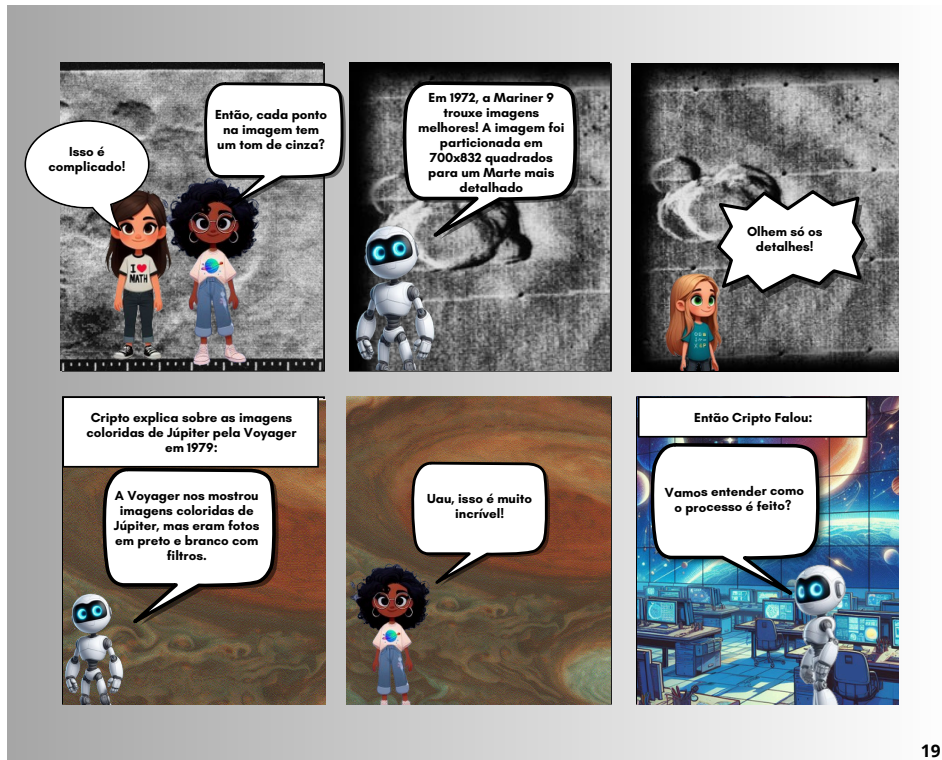 Isso é
complicado!
Então, cada ponto
na imagem tem
um tom de cinza?
I ❤
MATH
Em 1972, a Mariner 9
trouxe imagens
melhores! A imagem foi
particionada em
700x832 quadrados
para um Marte mais
detalhado
Olhem só os
detalhes!
Cripto explica sobre as imagens
coloridas de Júpiter pela Voyager
em 1979:
A Voyager nos mostrou
imagens coloridas de
Júpiter, mas eram fotos
em preto e branco com
filtros.
Uau, isso é muito
incrível!
Então Cripto Falou:
Vamos entender como
o processo é feito?
19